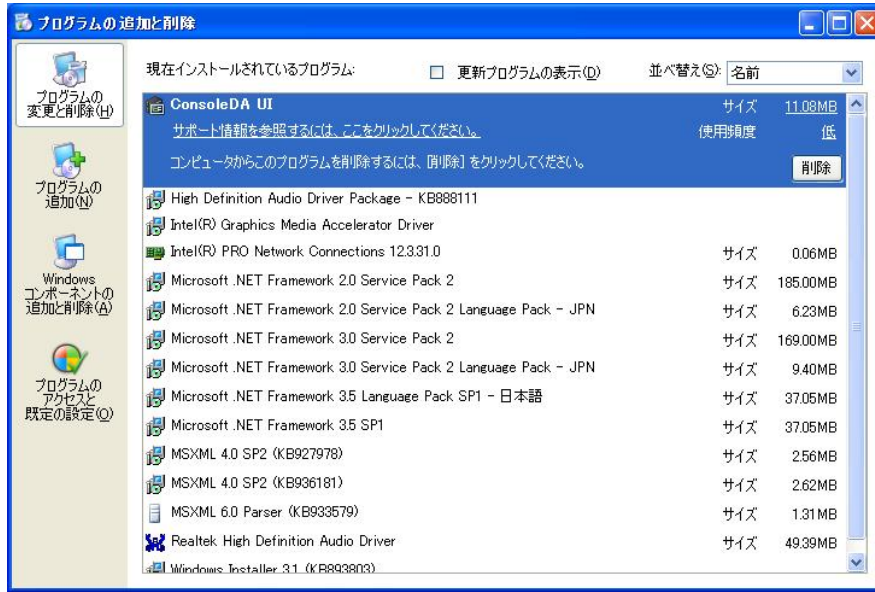 プログラムの追加と削除
プログラムの
変更と削除(H)
プログラムの
追加(N)
Windows
コンポーネントの
追加と削除(A)
プログラムの
アクセスと
既定の設定(O)
現在インストールされているプログラム:
更新プログラムの表示(D)
並べ替え(S): 名前
ConsoleDA UI サイズ 11.08MB
サポート情報を参照するには、ここをクリックしてください。 使用頻度 低
コンピュータからこのプログラムを削除するには、[削除] をクリックしてください。 削除
High Definition Audio Driver Package - KB888111
Intel(R) Graphics Media Accelerator Driver
Intel(R) PRO Network Connections 12.3.31.0 サイズ 0.06MB
Microsoft .NET Framework 2.0 Service Pack 2 サイズ 185.00MB
Microsoft .NET Framework 2.0 Service Pack 2 Language Pack - JPN サイズ 6.23MB
Microsoft .NET Framework 3.0 Service Pack 2 サイズ 169.00MB
Microsoft .NET Framework 3.0 Service Pack 2 Language Pack - JPN サイズ 9.40MB
Microsoft .NET Framework 3.5 Language Pack SP1 - 日本語 サイズ 37.05MB
Microsoft .NET Framework 3.5 SP1 サイズ 37.05MB
MSXML 4.0 SP2 (KB927978) サイズ 2.56MB
MSXML 4.0 SP2 (KB936181) サイズ 2.62MB
MSXML 6.0 Parser (KB933579) サイズ 1.31MB
Realtek High Definition Audio Driver サイズ 49.39MB
Windows Installer 3.1 (KB893803)